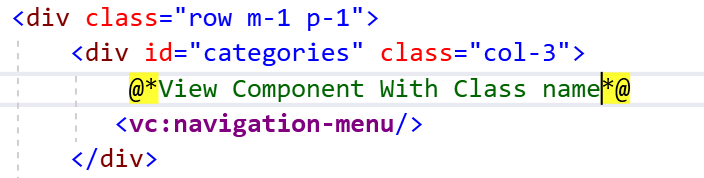 <div class="row m-1 p-1">
<div id="categories" class="col-3">
@*View Component With Class name*@
<vc:navigation-menu/>
</div>